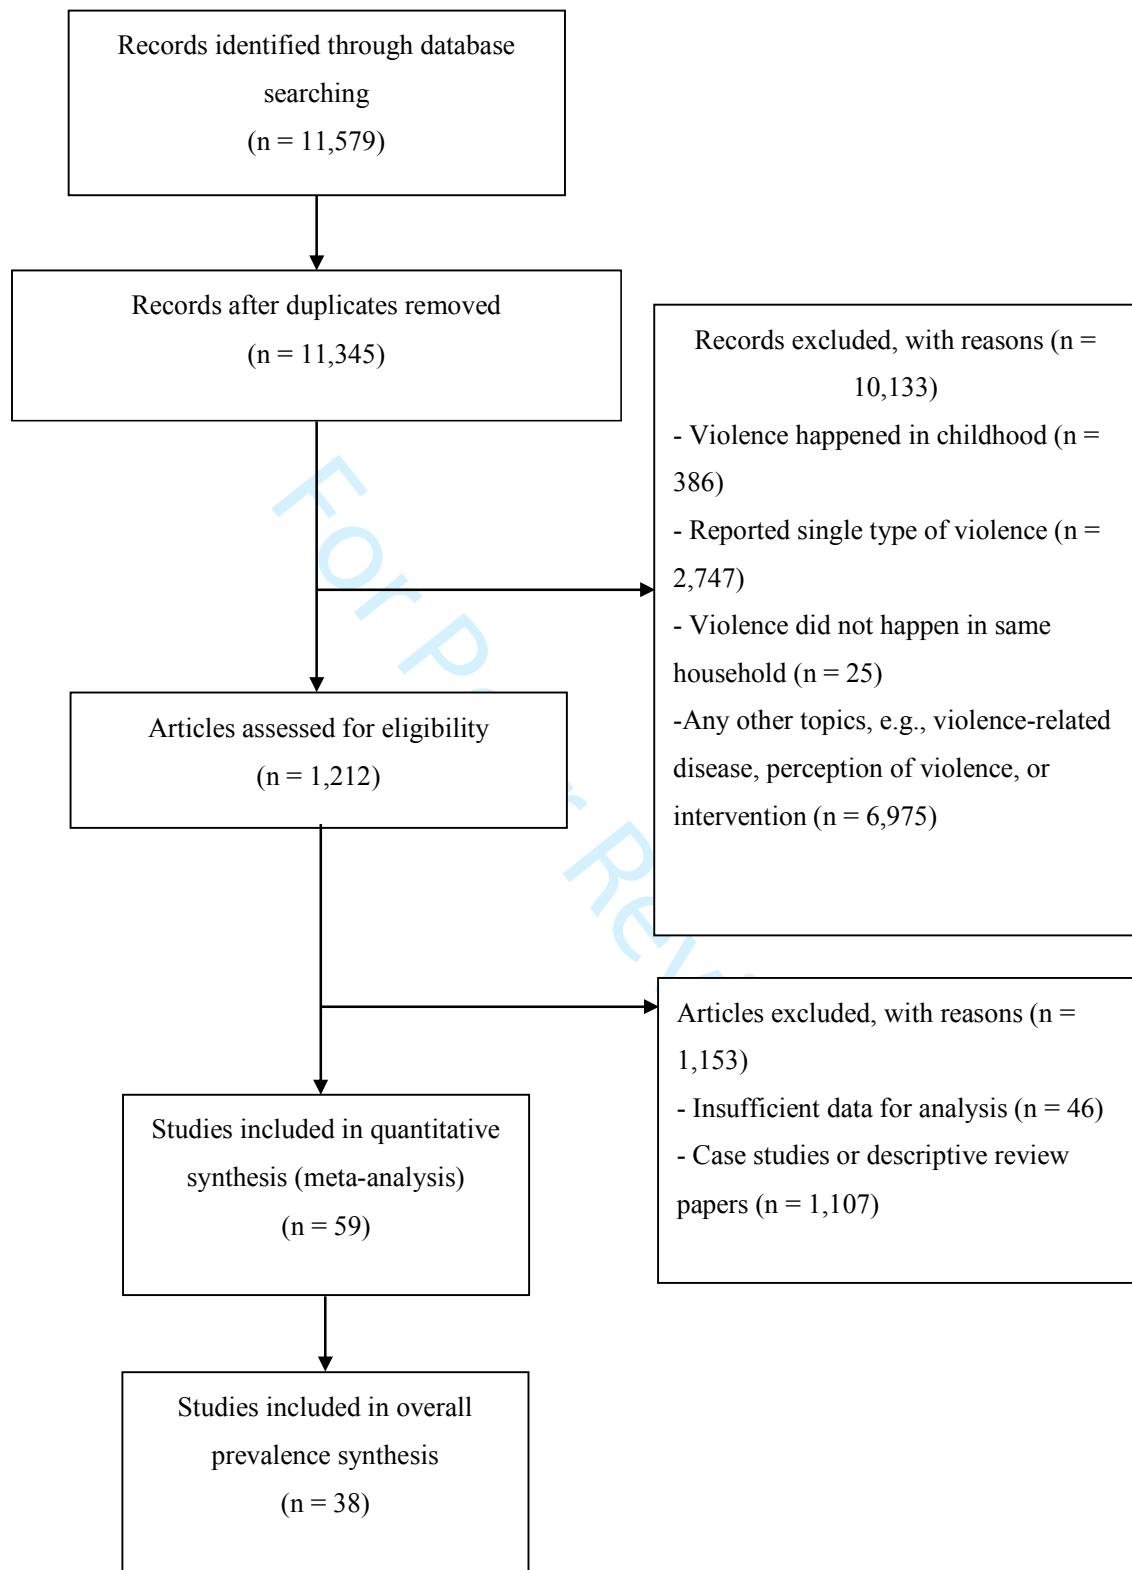 Records identified through database
searching
(n = 11,579)
Records after duplicates removed
(n = 11,345)
Records excluded, with reasons (n =
10,133)
- Violence happened in childhood (n =
386)
- Reported single type of violence (n =
2,747)
- Violence did not happen in same
household (n = 25)
-Any other topics, e.g., violence-related
disease, perception of violence, or
intervention (n = 6,975)
Articles assessed for eligibility
(n = 1,212)
Articles excluded, with reasons (n =
1,153)
- Insufficient data for analysis (n = 46)
- Case studies or descriptive review
papers (n = 1,107)
Studies included in quantitative
synthesis (meta-analysis)
(n = 59)
Studies included in overall
prevalence synthesis
(n = 38)
For Peer Review